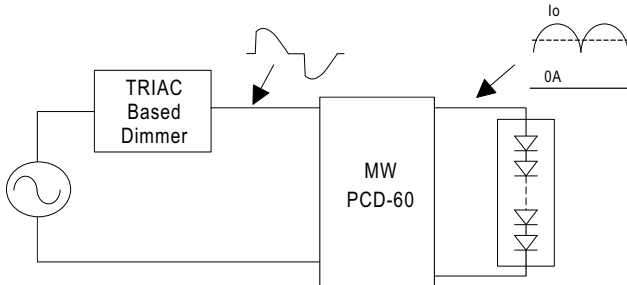 Io
0A
TRIAC
Based
Dimmer
MW
PCD-60